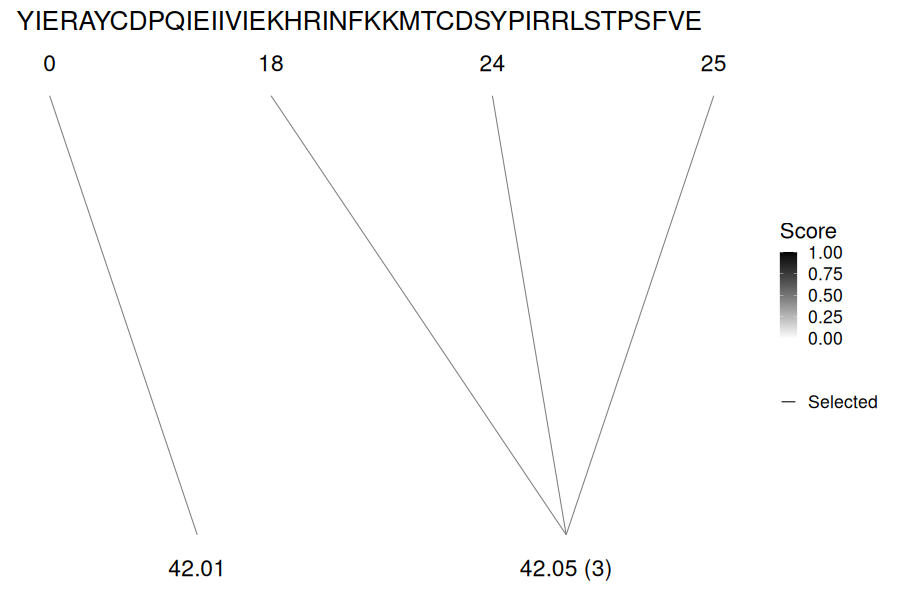 YIERAYCDPQIEIIVIEKHRINFKKMTCDSYPIRRLSTPSFVE
0 18 24 25
Score
1.00
0.75
0.50
0.25
0.00
Selected
42.01 42.05 (3)